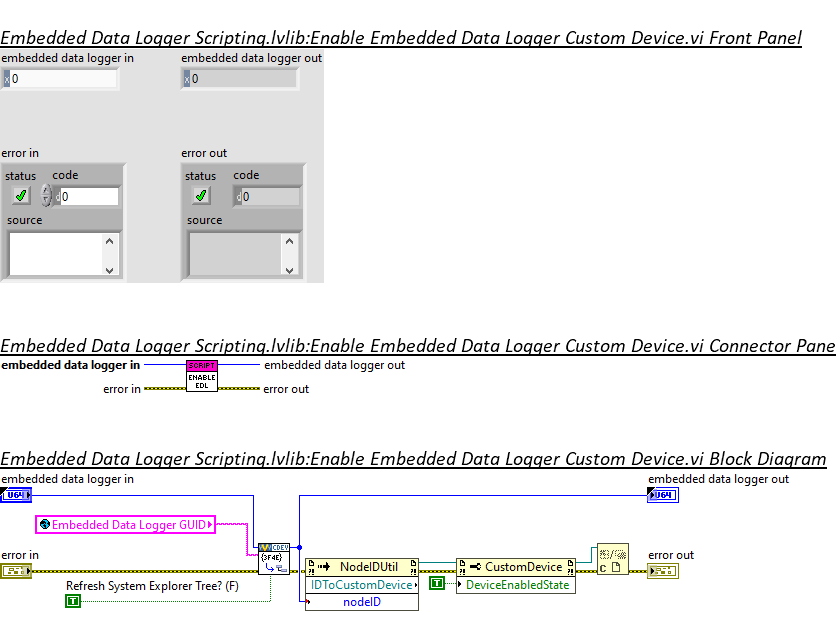 Embedded Data Logger Scripting.lvlib:Enable Embedded Data Logger Custom Device.vi Front Panel
embedded data logger in
embedded data logger out
x 0
x 0
error in
error out
status code
status code
d 0
d 0
source
source
Embedded Data Logger Scripting.lvlib:Enable Embedded Data Logger Custom Device.vi Connector Pane
embedded data logger in
SCRIPT
embedded data logger out
ENABLE
EDL
error in
error out
Embedded Data Logger Scripting.lvlib:Enable Embedded Data Logger Custom Device.vi Block Diagram
embedded data logger in
embedded data logger out
U64
U64
Embedded Data Logger GUID
CDEV
{3F4E}
error in
error out
NodeIDUtil
CustomDevice
Refresh System Explorer Tree? (F)
IDToCustomDevice
T
DeviceEnabledState
T
nodeID
C